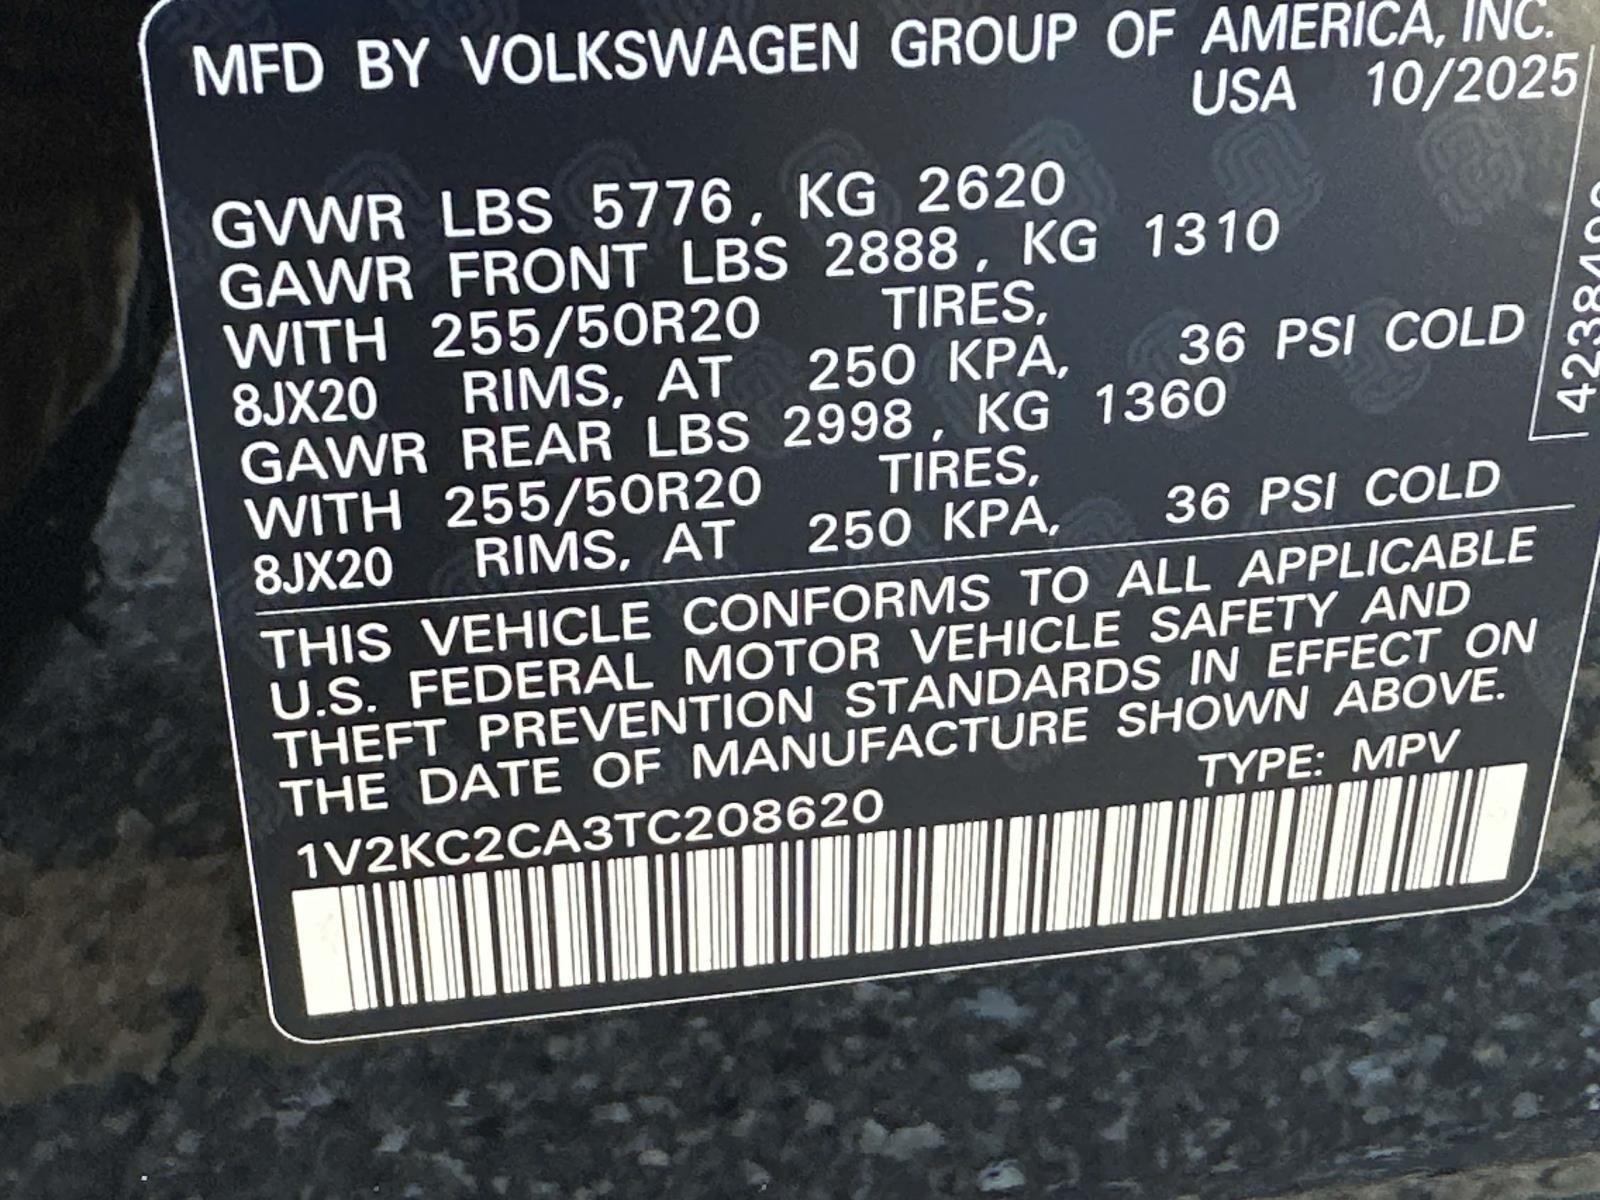 MFD BY VOLKSWAGEN GROUP OF AMERICA, INC.
USA 10/2025
GVWR LBS 5776, KG 2620
GAWR FRONT LBS 2888, KG 1310
WITH 255/50R20 TIRES,
8JX20 RIMS, AT 250 KPA, 36 PSI COLD
GAWR REAR LBS 2998, KG 1360
WITH 255/50R20 TIRES,
8JX20 RIMS, AT 250 KPA, 36 PSI COLD
THIS VEHICLE CONFORMS TO ALL APPLICABLE
U.S. FEDERAL MOTOR VEHICLE SAFETY AND
THEFT PREVENTION STANDARDS IN EFFECT ON
THE DATE OF MANUFACTURE SHOWN ABOVE.
TYPE: MPV
1V2KC2CA3TC208620